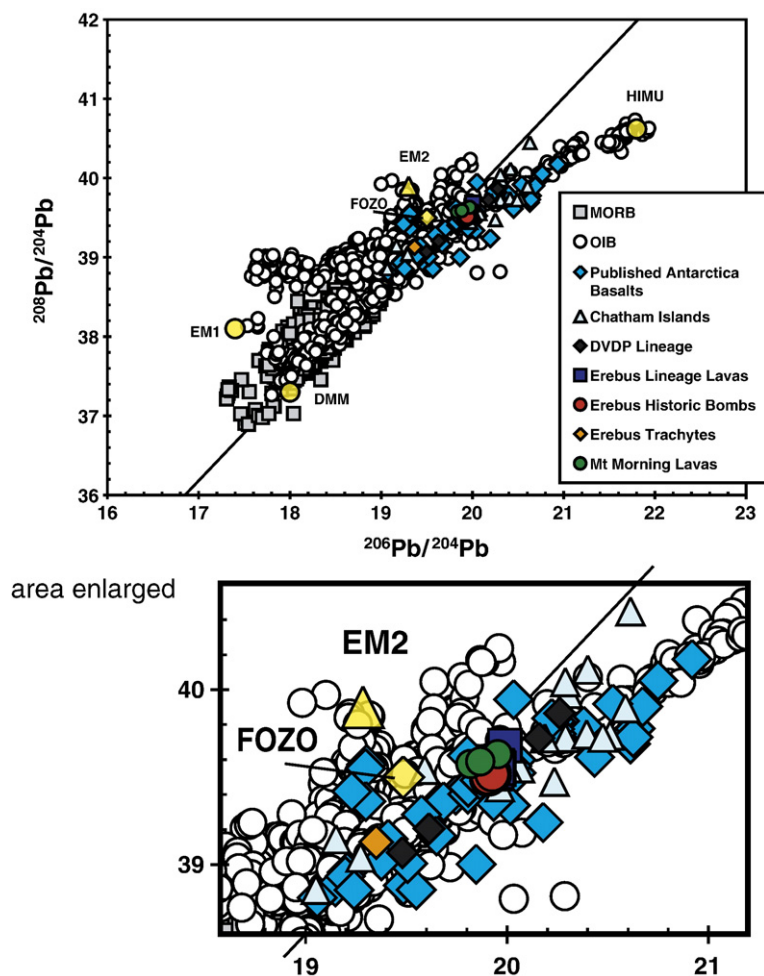 42
41
40
39
38
37
36
208Pb/204Pb
HIMU
EM2
FOZO
EM1
DMM
MORB
OIB
Published Antarctica
Basalts
Chatham Islands
DVDP Lineage
Erebus Lineage Lavas
Erebus Historic Bombs
Erebus Trachytes
Mt Morning Lavas
16 17 18 19 20 21 22 23
206Pb/204Pb
area enlarged
EM2
40
FOZO
39
19 20 21